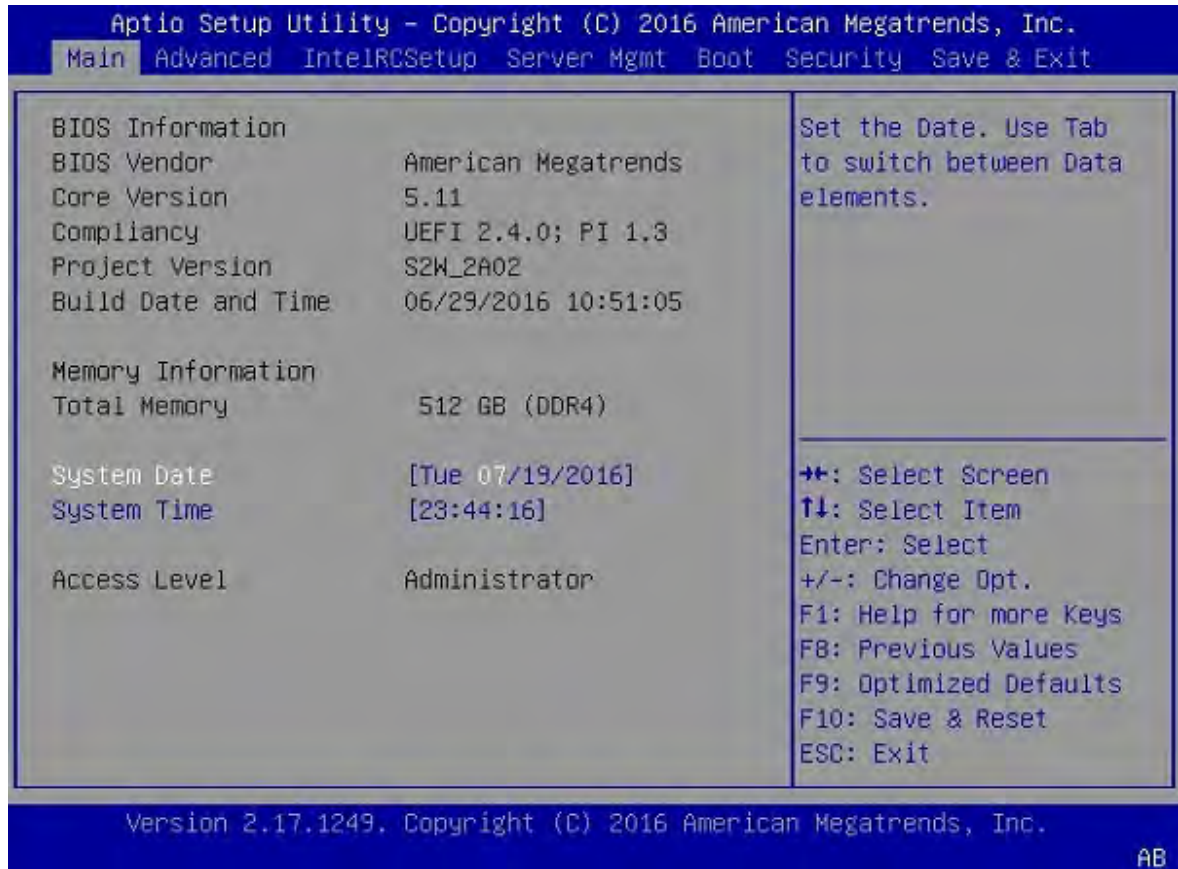 Aptio Setup Utility – Copyright (C) 2016 American Megatrends, Inc.
Main Advanced IntelRCSetup Server Mgmt Boot Security Save & Exit
BIOS Information
BIOS Vendor American Megatrends
Core Version 5.11
Compliancy UEFI 2.4.0; PI 1.3
Project Version S2W_2A02
Build Date and Time 06/29/2016 10:51:05
Memory Information
Total Memory 512 GB (DDR4)
System Date [Tue 07/19/2016]
System Time [23:44:16]
Access Level Administrator
Set the Date. Use Tab
to switch between Data
elements.
→←: Select Screen
↑↓: Select Item
Enter: Select
+/-: Change Opt.
F1: Help for more Keys
F8: Previous Values
F9: Optimized Defaults
F10: Save & Reset
ESC: Exit
Version 2.17.1249. Copyright (C) 2016 American Megatrends, Inc.
AB